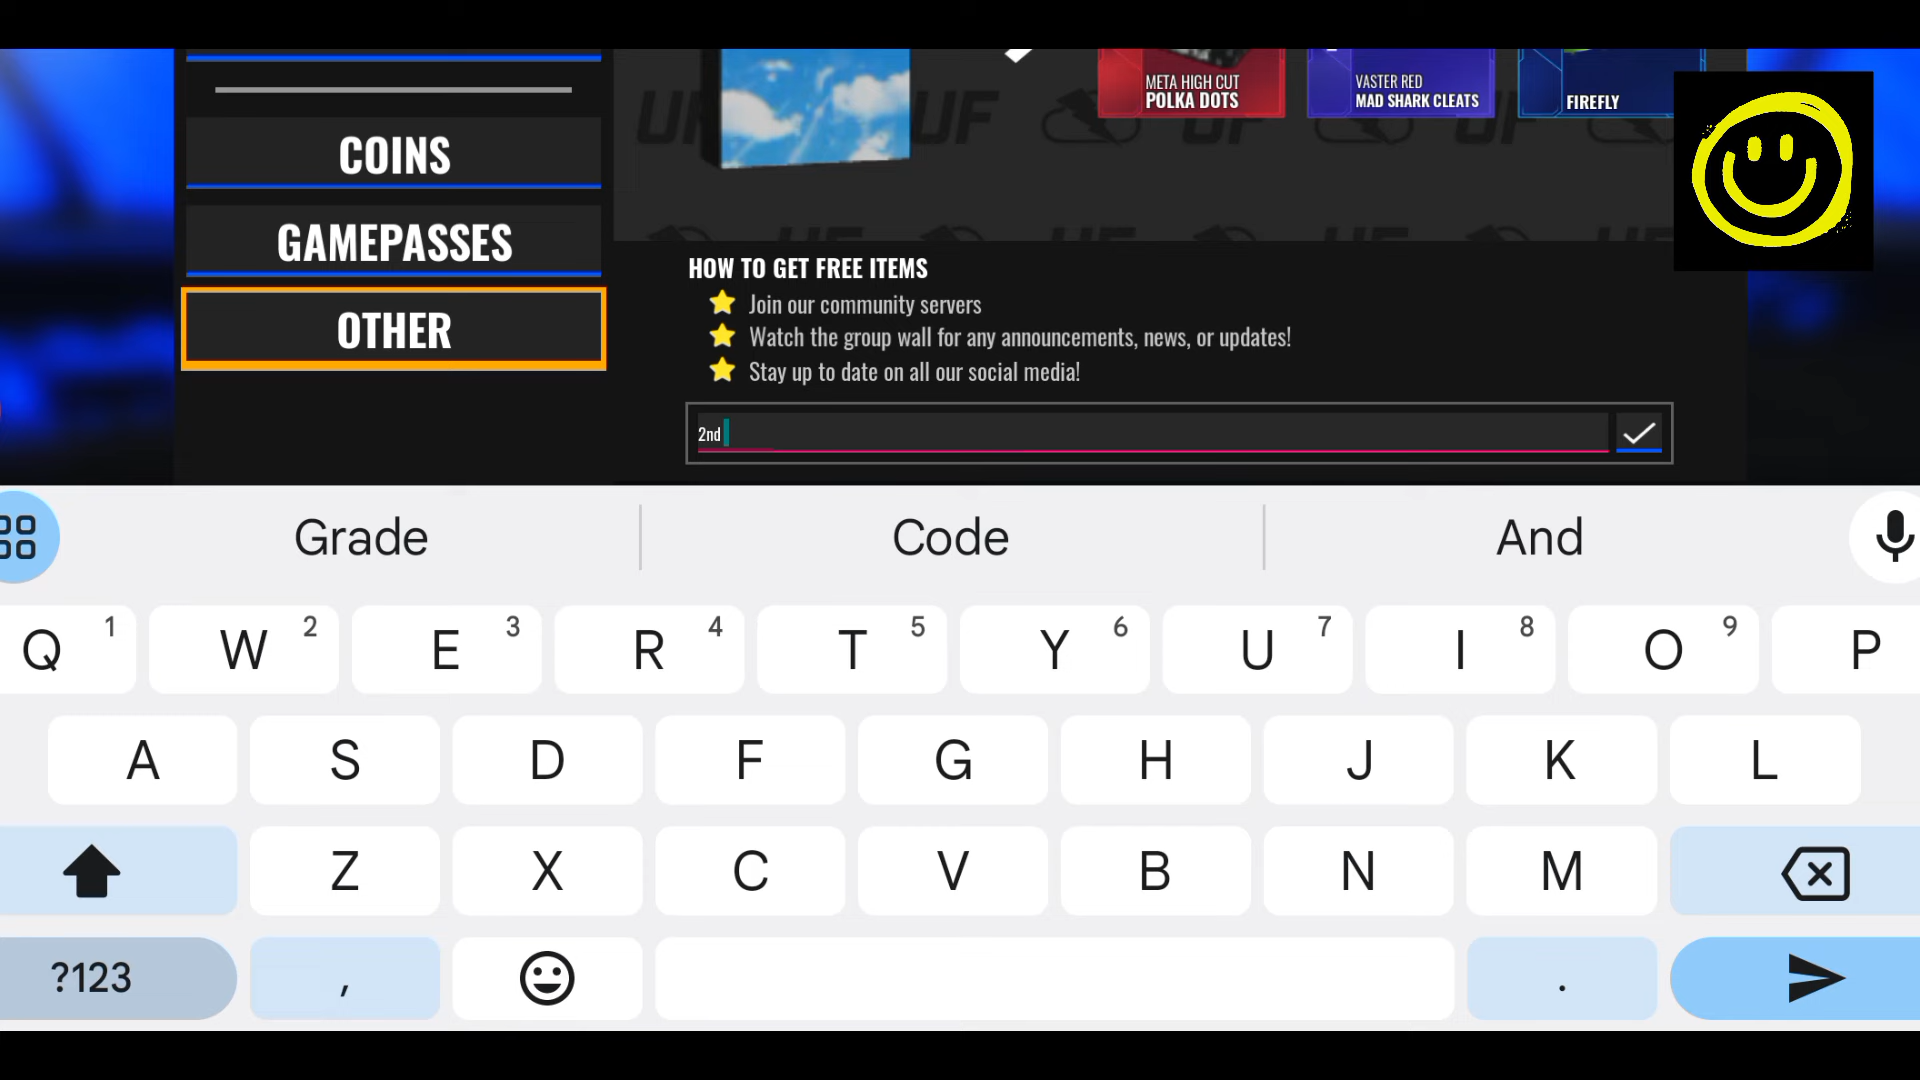 META HIGH CUT
POLKA DOTS
VASTER RED
MAD SHARK CLEATS
FIREFLY
COINS
GAMEPASSES
OTHER
UF
HOW TO GET FREE ITEMS
⭐ Join our community servers
⭐ Watch the group wall for any announcements, news, or updates!
⭐ Stay up to date on all our social media!
2nd
Grade Code And
Q 1 W 2 E 3 R 4 T 5 Y 6 U 7 I 8 O 9 P
A S D F G H J K L
Z X C V B N M
?123 , .